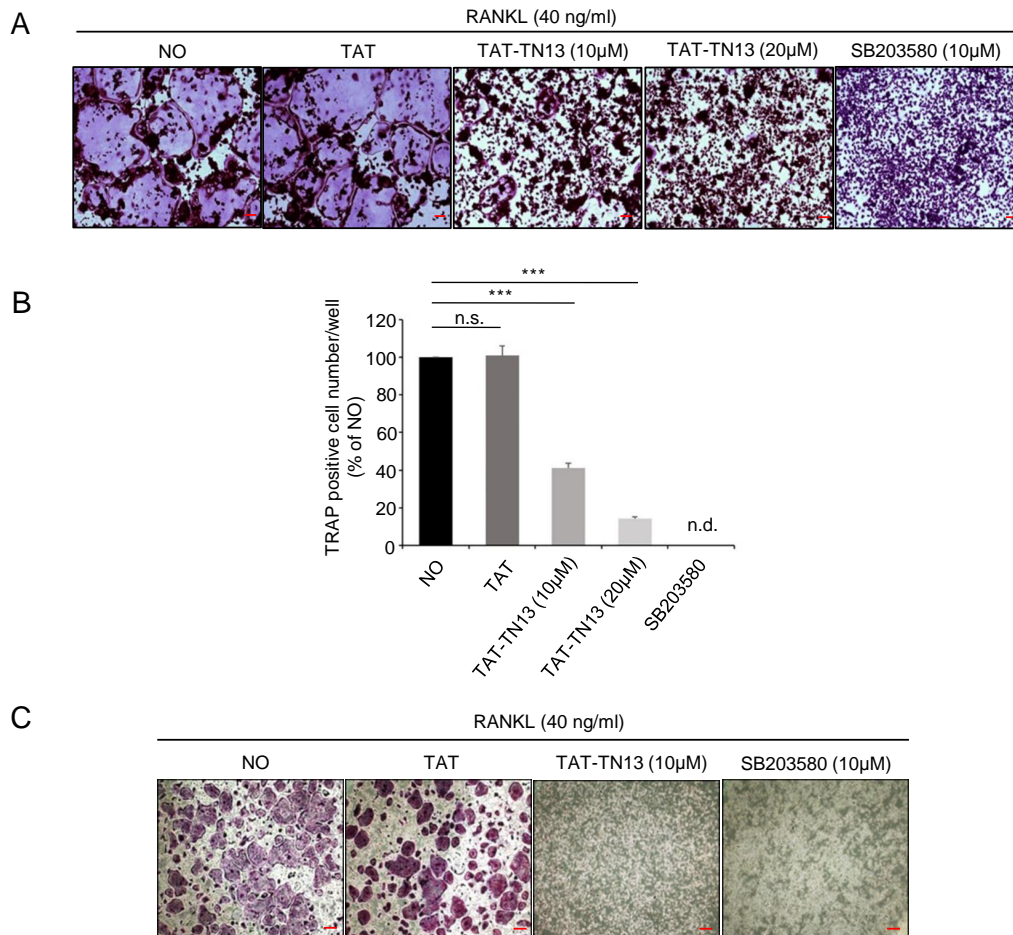 A
RANKL (40 ng/ml)
NO TAT TAT-TN13 (10μM) TAT-TN13 (20μM) SB203580 (10μM)
B
***
***
n.s.
TRAP positive cell number/well
(% of NO)
120
100
80
60
40
20
0
n.d.
NO
TAT
TAT-TN13 (10μM)
TAT-TN13 (20μM)
SB203580
C
RANKL (40 ng/ml)
NO TAT TAT-TN13 (10μM) SB203580 (10μM)